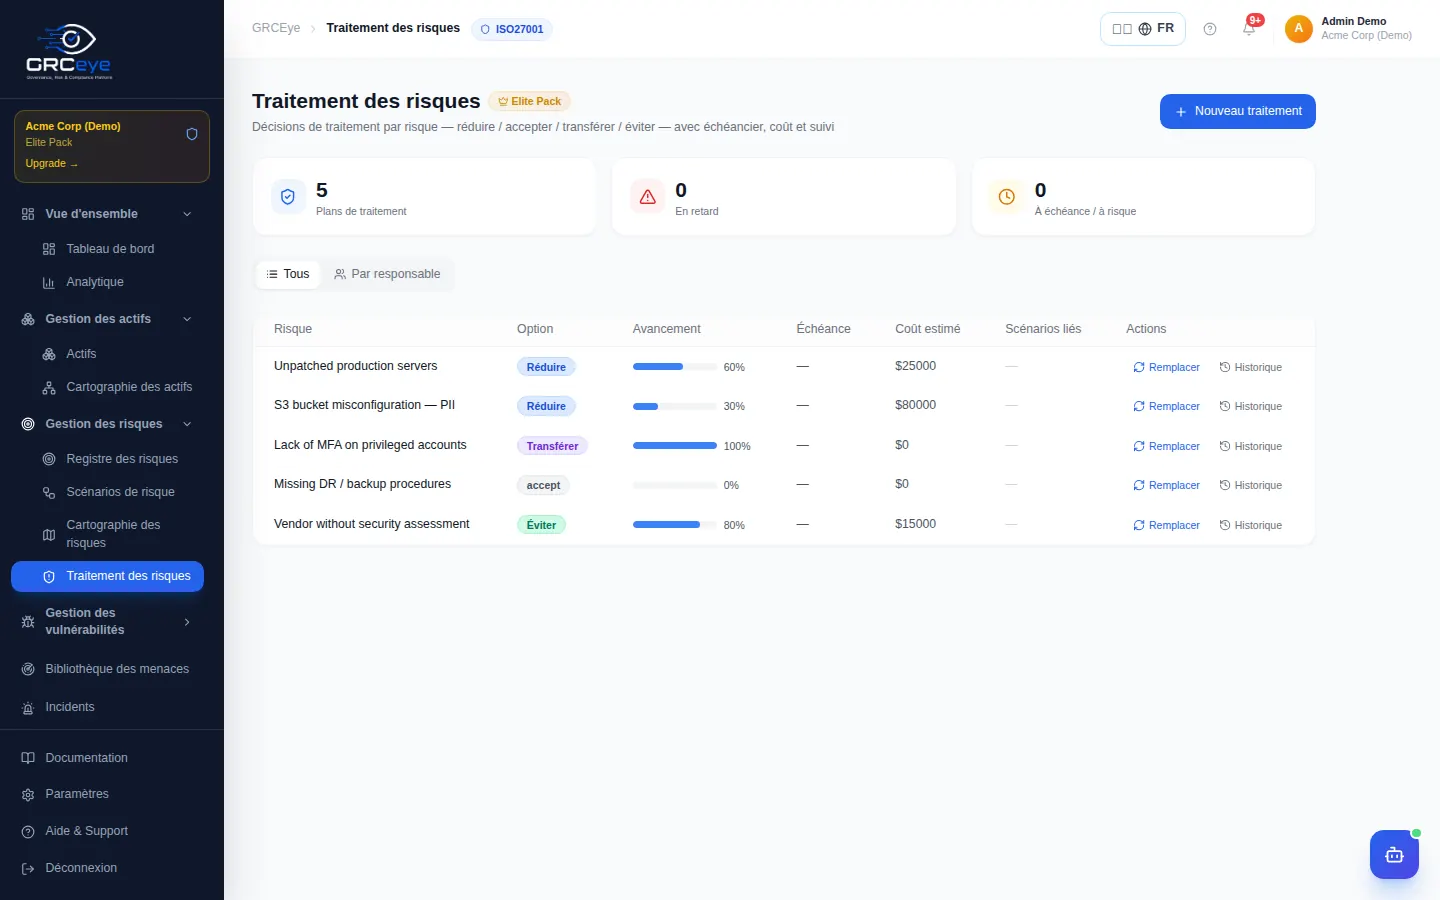 GRCeye
Governance, Risk & Compliance Platform
Acme Corp (Demo)
Elite Pack
Upgrade →
Vue d'ensemble
Tableau de bord
Analytique
Gestion des actifs
Actifs
Cartographie des actifs
Gestion des risques
Registre des risques
Scénarios de risque
Cartographie des
risques
Traitement des risques
Gestion des
vulnérabilités
Bibliothèque des menaces
Incidents
Documentation
Paramètres
Aide & Support
Déconnexion
GRCEye > Traitement des risques ISO27001
FR
9+
A
Admin Demo
Acme Corp (Demo)
Traitement des risques Elite Pack
Décisions de traitement par risque — réduire / accepter / transférer / éviter — avec échéancier, coût et suivi
+ Nouveau traitement
5
Plans de traitement
0
En retard
0
À échéance / à risque
Tous Par responsable
Risque Option Avancement Échéance Coût estimé Scénarios liés Actions
Unpatched production servers Réduire 60% — $25000 — Remplacer Historique
S3 bucket misconfiguration — PII Réduire 30% — $80000 — Remplacer Historique
Lack of MFA on privileged accounts Transférer 100% — $0 — Remplacer Historique
Missing DR / backup procedures accept 0% — $0 — Remplacer Historique
Vendor without security assessment Éviter 80% — $15000 — Remplacer Historique